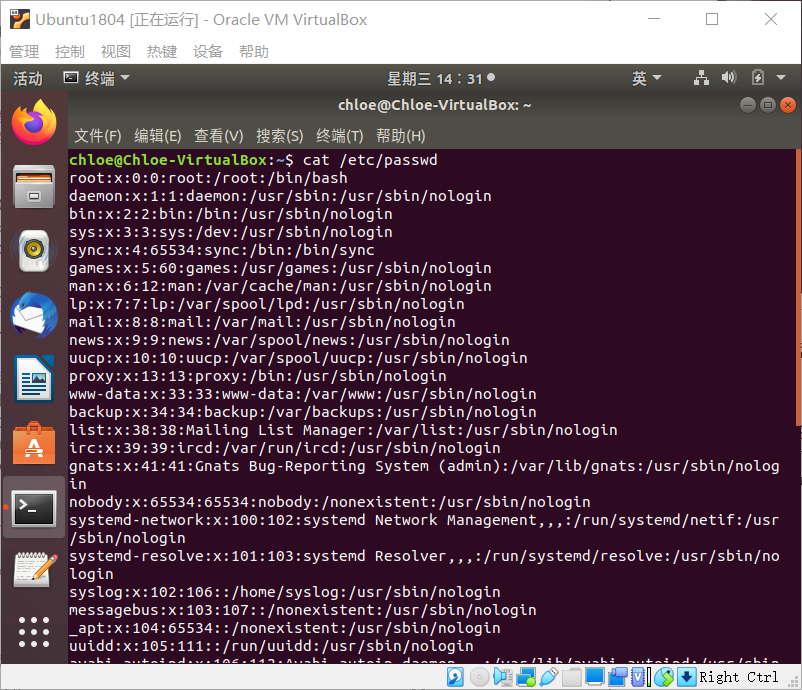 Ubuntu1804 [正在运行] - Oracle VM VirtualBox
管理 控制 视图 热键 设备 帮助
活动 终端 星期三 14：31 英
chloe@Chloe-VirtualBox: ~
文件(F) 编辑(E) 查看(V) 搜索(S) 终端(T) 帮助(H)
chloe@Chloe-VirtualBox:~$ cat /etc/passwd
root:x:0:0:root:/root:/bin/bash
daemon:x:1:1:daemon:/usr/sbin:/usr/sbin/nologin
bin:x:2:2:bin:/bin:/usr/sbin/nologin
sys:x:3:3:sys:/dev:/usr/sbin/nologin
sync:x:4:65534:sync:/bin:/bin/sync
games:x:5:60:games:/usr/games:/usr/sbin/nologin
man:x:6:12:man:/var/cache/man:/usr/sbin/nologin
lp:x:7:7:lp:/var/spool/lpd:/usr/sbin/nologin
mail:x:8:8:mail:/var/mail:/usr/sbin/nologin
news:x:9:9:news:/var/spool/news:/usr/sbin/nologin
uucp:x:10:10:uucp:/var/spool/uucp:/usr/sbin/nologin
proxy:x:13:13:proxy:/bin:/usr/sbin/nologin
www-data:x:33:33:www-data:/var/www:/usr/sbin/nologin
backup:x:34:34:backup:/var/backups:/usr/sbin/nologin
list:x:38:38:Mailing List Manager:/var/list:/usr/sbin/nologin
irc:x:39:39:ircd:/var/run/ircd:/usr/sbin/nologin
gnats:x:41:41:Gnats Bug-Reporting System (admin):/var/lib/gnats:/usr/sbin/nolog
in
nobody:x:65534:65534:nobody:/nonexistent:/usr/sbin/nologin
systemd-network:x:100:102:systemd Network Management,,,:/run/systemd/netif:/usr
/sbin/nologin
systemd-resolve:x:101:103:systemd Resolver,,,:/run/systemd/resolve:/usr/sbin/no
login
syslog:x:102:106::/home/syslog:/usr/sbin/nologin
messagebus:x:103:107::/nonexistent:/usr/sbin/nologin
_apt:x:104:65534::/nonexistent:/usr/sbin/nologin
uuidd:x:105:111::/run/uuidd:/usr/sbin/nologin
avahi-autoipd:x:106:112:Avahi autoip daemon,,,:/var/lib/avahi-autoipd:/usr/sbin
Right Ctrl